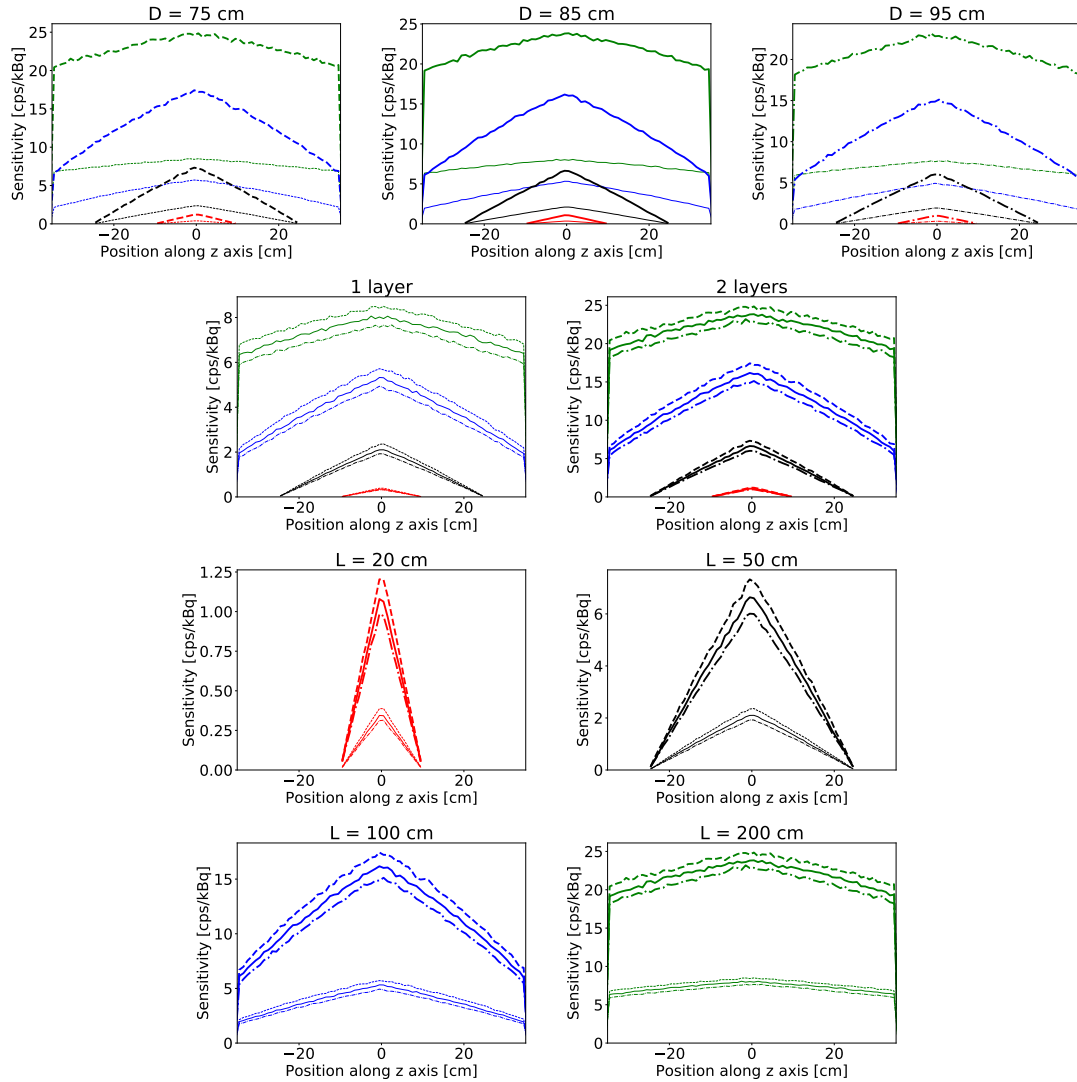 D = 75 cm
Sensitivity [cps/kBq]
25
20
15
10
5
0
−20
0
20
Position along z axis [cm]
D = 85 cm
Sensitivity [cps/kBq]
25
20
15
10
5
0
−20
0
20
Position along z axis [cm]
D = 95 cm
Sensitivity [cps/kBq]
20
15
10
5
0
−20
0
20
Position along z axis [cm]
1 layer
Sensitivity [cps/kBq]
8
6
4
2
0
−20
0
20
Position along z axis [cm]
2 layers
Sensitivity [cps/kBq]
25
20
15
10
5
0
−20
0
20
Position along z axis [cm]
L = 20 cm
Sensitivity [cps/kBq]
1.25
1.00
0.75
0.50
0.25
0.00
−20
0
20
Position along z axis [cm]
L = 50 cm
Sensitivity [cps/kBq]
6
4
2
0
−20
0
20
Position along z axis [cm]
L = 100 cm
Sensitivity [cps/kBq]
15
10
5
0
−20
0
20
Position along z axis [cm]
L = 200 cm
Sensitivity [cps/kBq]
25
20
15
10
5
0
−20
0
20
Position along z axis [cm]